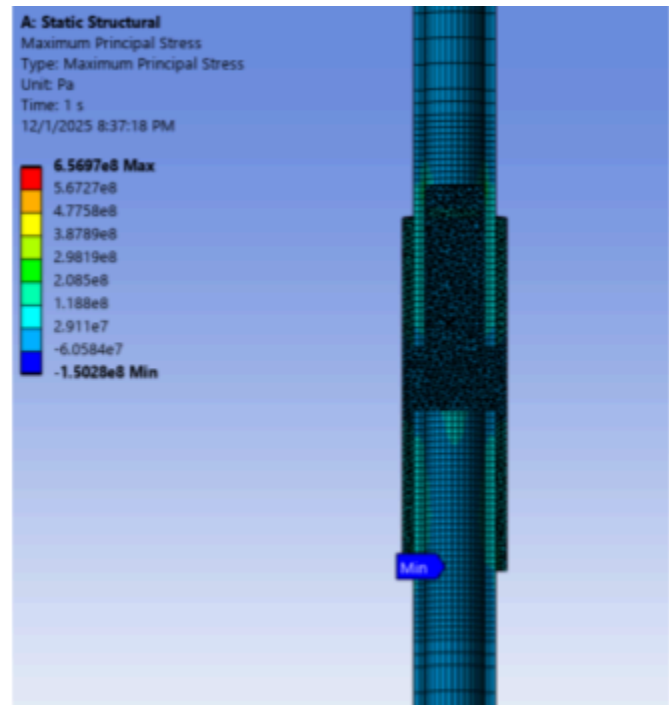 A: Static Structural
Maximum Principal Stress
Type: Maximum Principal Stress
Unit: Pa
Time: 1 s
12/1/2025 8:37:18 PM
6.5697e8 Max
5.6727e8
4.7758e8
3.8789e8
2.9819e8
2.085e8
1.188e8
2.911e7
-6.0584e7
-1.5028e8 Min
Min